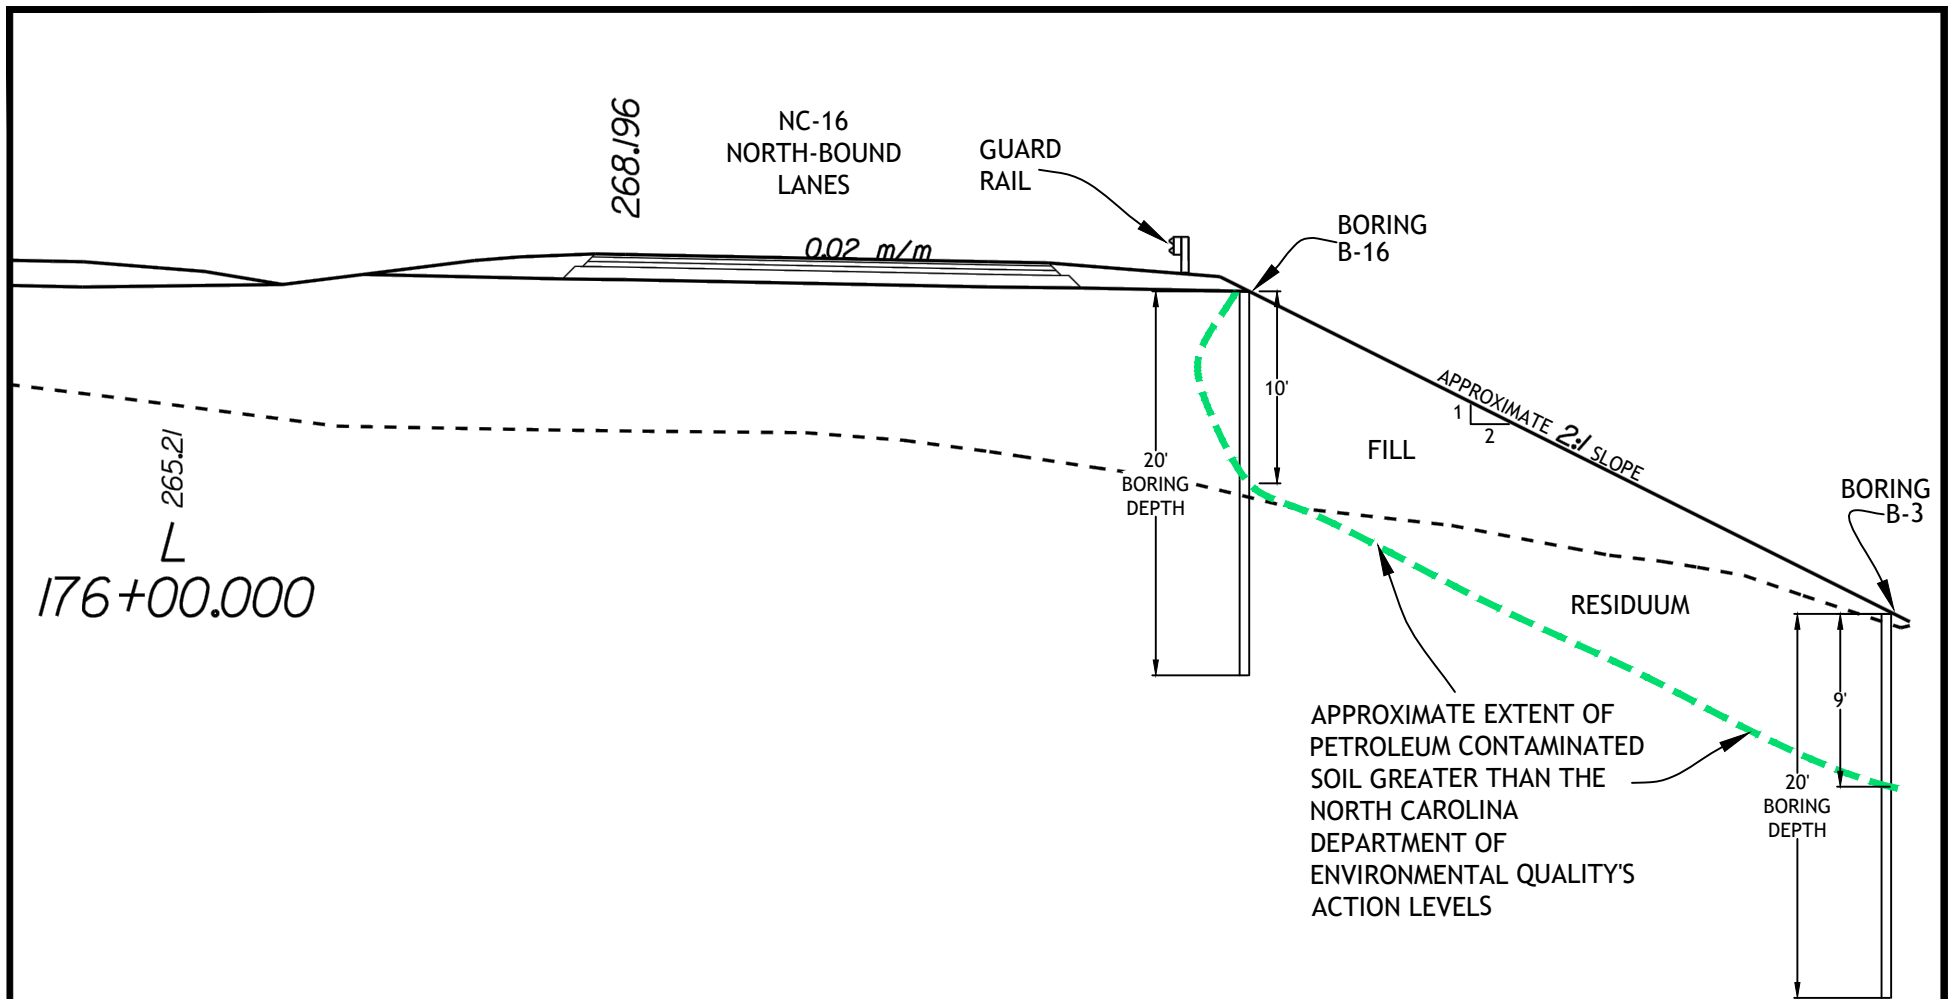 268.196
NC-16
NORTH-BOUND
LANES
GUARD
RAIL
BORING
B-16
0.02 m/m
10'
APPROXIMATE 2:1 SLOPE
1
2
FILL
20'
BORING
DEPTH
265.21
L
176+00.000
BORING
B-3
RESIDUUM
9'
APPROXIMATE EXTENT OF
PETROLEUM CONTAMINATED
SOIL GREATER THAN THE
NORTH CAROLINA
DEPARTMENT OF
ENVIRONMENTAL QUALITY'S
ACTION LEVELS
20'
BORING
DEPTH